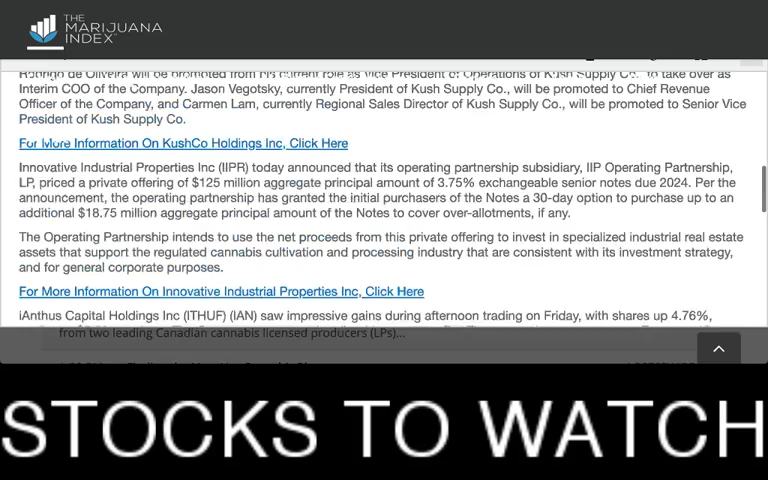 THE
MARIJUANA
INDEX
Rodrigo de Oliveira will be promoted from his current role as Vice President of Operations of Kush Supply Co. to take over as
Interim COO of the Company. Jason Vegotsky, currently President of Kush Supply Co., will be promoted to Chief Revenue
Officer of the Company, and Carmen Lam, currently Regional Sales Director of Kush Supply Co., will be promoted to Senior Vice
President of Kush Supply Co.
For More Information On KushCo Holdings Inc, Click Here
Innovative Industrial Properties Inc (IIPR) today announced that its operating partnership subsidiary, IIP Operating Partnership,
LP, priced a private offering of $125 million aggregate principal amount of 3.75% exchangeable senior notes due 2024. Per the
announcement, the operating partnership has granted the initial purchasers of the Notes a 30-day option to purchase up to an
additional $18.75 million aggregate principal amount of the Notes to cover over-allotments, if any.
The Operating Partnership intends to use the net proceeds from this private offering to invest in specialized industrial real estate
assets that support the regulated cannabis cultivation and processing industry that are consistent with its investment strategy,
and for general corporate purposes.
For More Information On Innovative Industrial Properties Inc, Click Here
iAnthus Capital Holdings Inc (ITHUF) (IAN) saw impressive gains during afternoon trading on Friday, with shares up 4.76%,
from two leading Canadian cannabis licensed producers (LPs)...
STOCKS TO WATCH